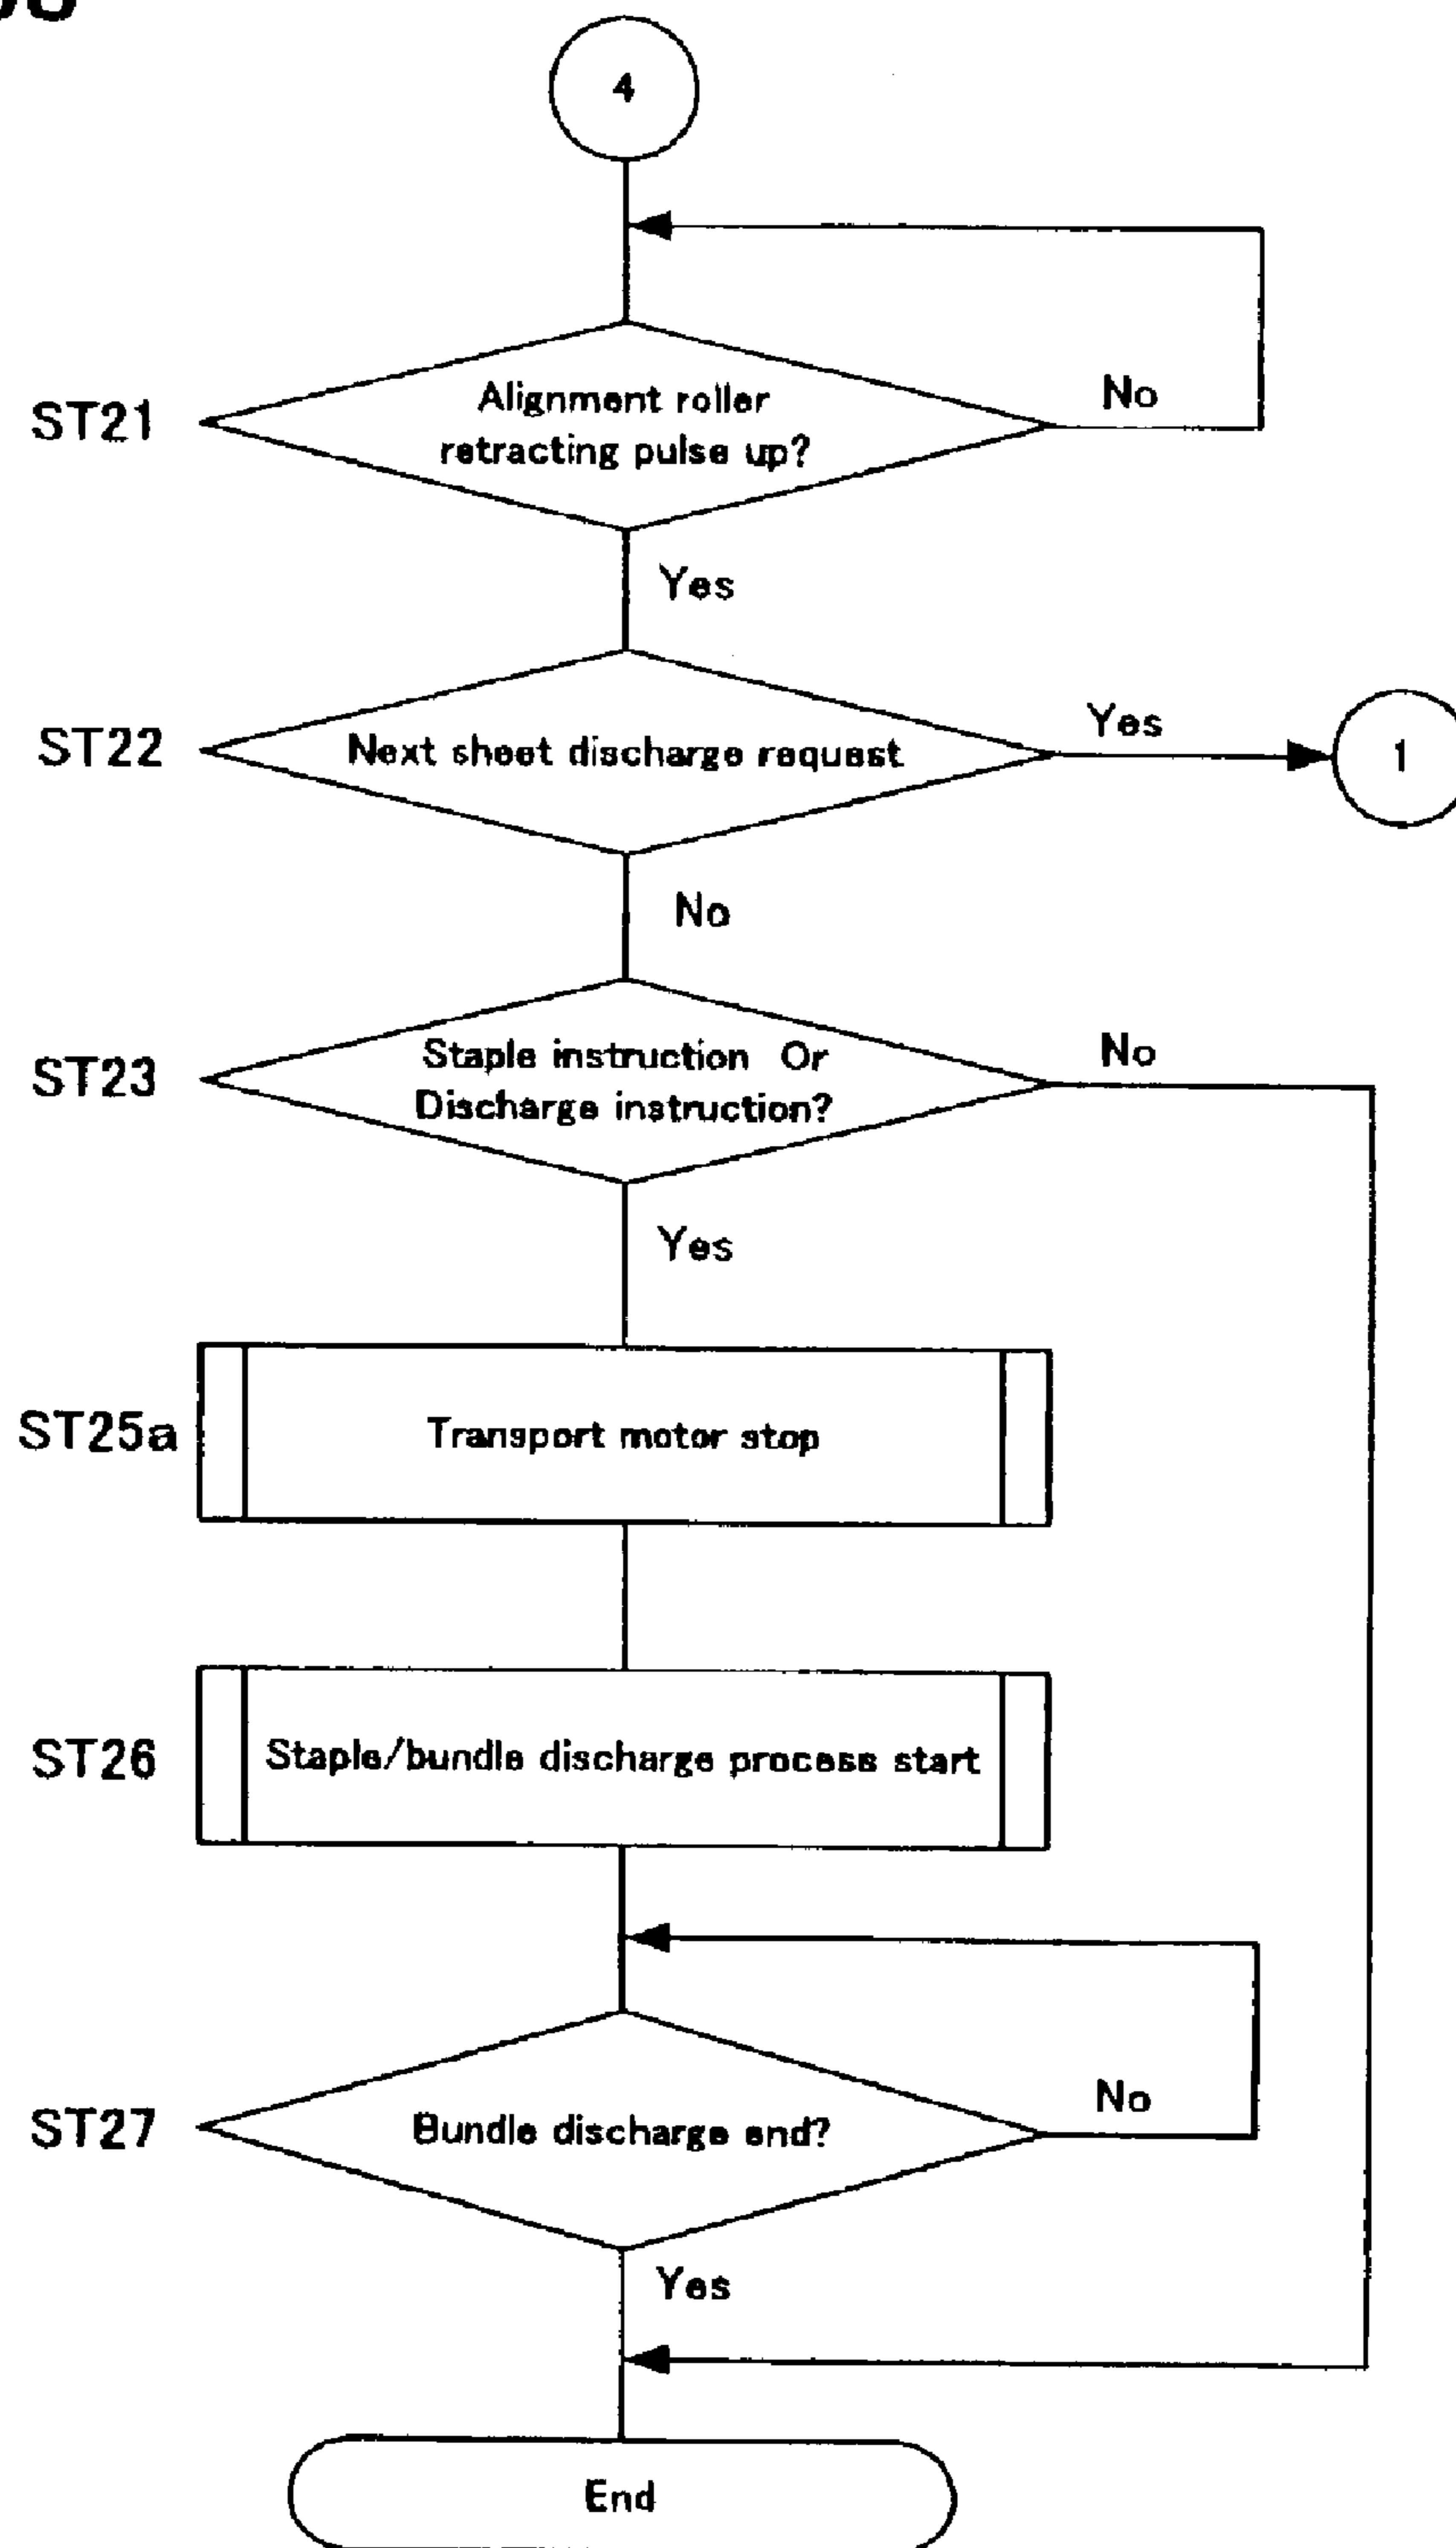 4
ST21
Alignment roller
retracting pulse up?
No
Yes
ST22
Next sheet discharge request
Yes
1
No
ST23
Staple instruction Or
Discharge instruction?
No
Yes
ST25a
Transport motor stop
ST26
Staple/bundle discharge process start
ST27
Bundle discharge end?
No
Yes
End